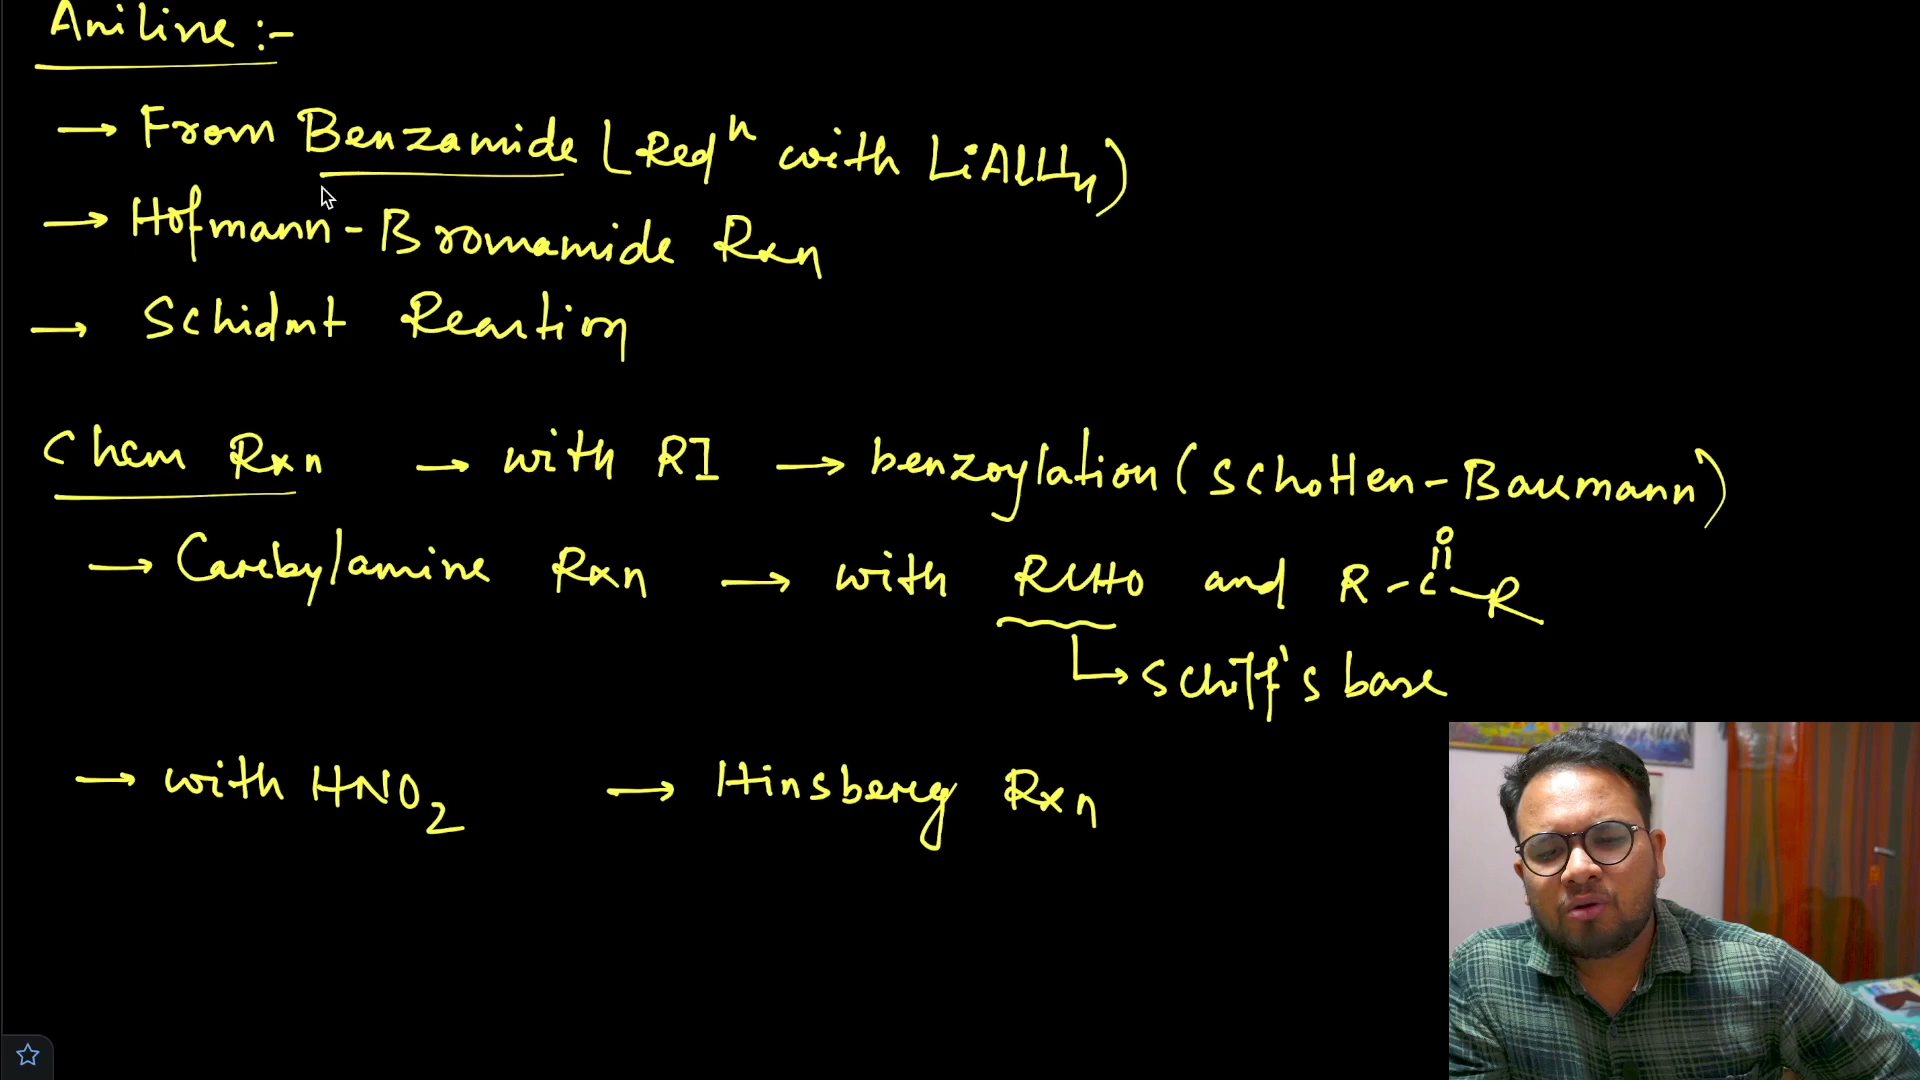 Aniline :-
→ From Benzamide (Redⁿ with LiAlH₄)
→ Hofmann-Bromamide Rxn
→ Schidmt Reaction
Chem Rxn → with RI → benzoylation (Schotten-Baumann)
→ Carbylamine Rxn → with RCHO and R-C-R
O
↳ Schiff's base
→ with HNO₂ → Hinsberg Rxn